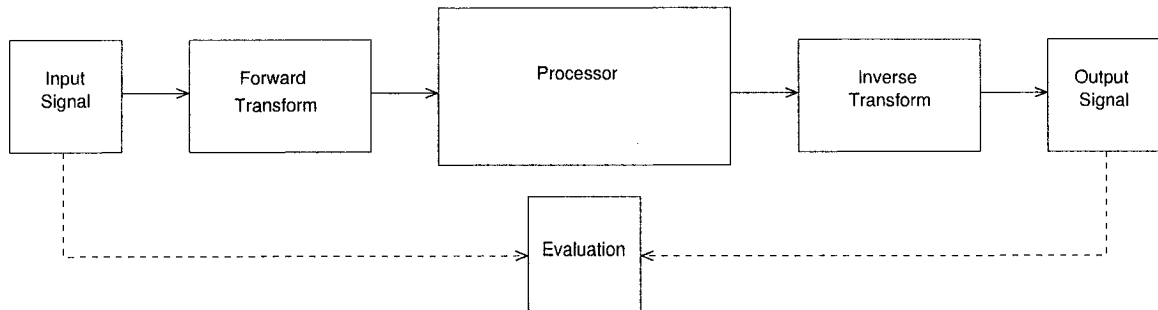 Input
Signal
Forward
Transform
Processor
Inverse
Transform
Output
Signal
Evaluation